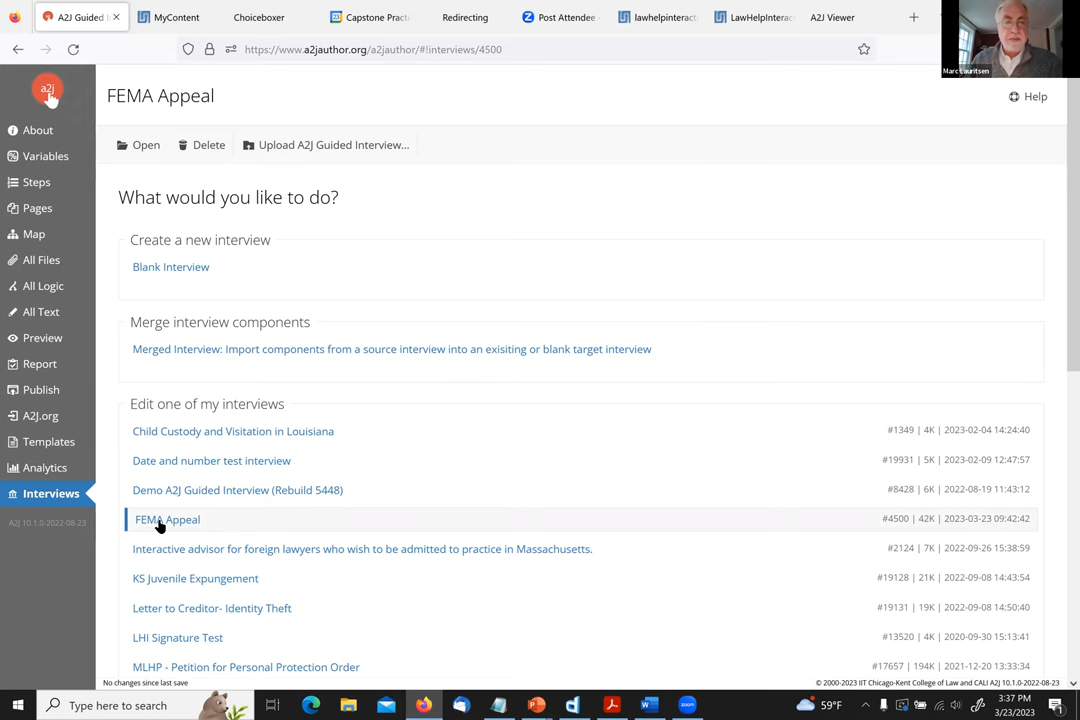 A2J Guided I
MyContent
Choiceboxer
Capstone Practi
Redirecting
Post Attendee
lawhelpinterac
LawHelpInterac
A2J Viewer
https://www.a2jauthor.org/a2jauthor/#!interviews/4500
Marc Lauritsen
a2j
FEMA Appeal
Help
About
Variables
Steps
Pages
Map
All Files
All Logic
All Text
Preview
Report
Publish
A2J.org
Templates
Analytics
Interviews
A2J 10.1.0-2022-08-23
Open
Delete
Upload A2J Guided Interview...
What would you like to do?
Create a new interview
Blank Interview
Merge interview components
Merged Interview: Import components from a source interview into an exisiting or blank target interview
Edit one of my interviews
Child Custody and Visitation in Louisiana #1349 | 4K | 2023-02-04 14:24:40
Date and number test interview #19931 | 5K | 2023-02-09 12:47:57
Demo A2J Guided Interview (Rebuild 5448) #8428 | 6K | 2022-08-19 11:43:12
FEMA Appeal #4500 | 42K | 2023-03-23 09:42:42
Interactive advisor for foreign lawyers who wish to be admitted to practice in Massachusetts. #2124 | 7K | 2022-09-26 15:38:59
KS Juvenile Expungement #19128 | 21K | 2022-09-08 14:43:54
Letter to Creditor- Identity Theft #19131 | 19K | 2022-09-08 14:50:40
LHI Signature Test #13520 | 4K | 2020-09-30 15:13:41
MLHP - Petition for Personal Protection Order #17657 | 194K | 2021-12-20 13:33:34
No changes since last save
© 2000-2023 IIT Chicago-Kent College of Law and CALI A2J 10.1.0-2022-08-23
Type here to search
59°F
3:37 PM
3/23/2023